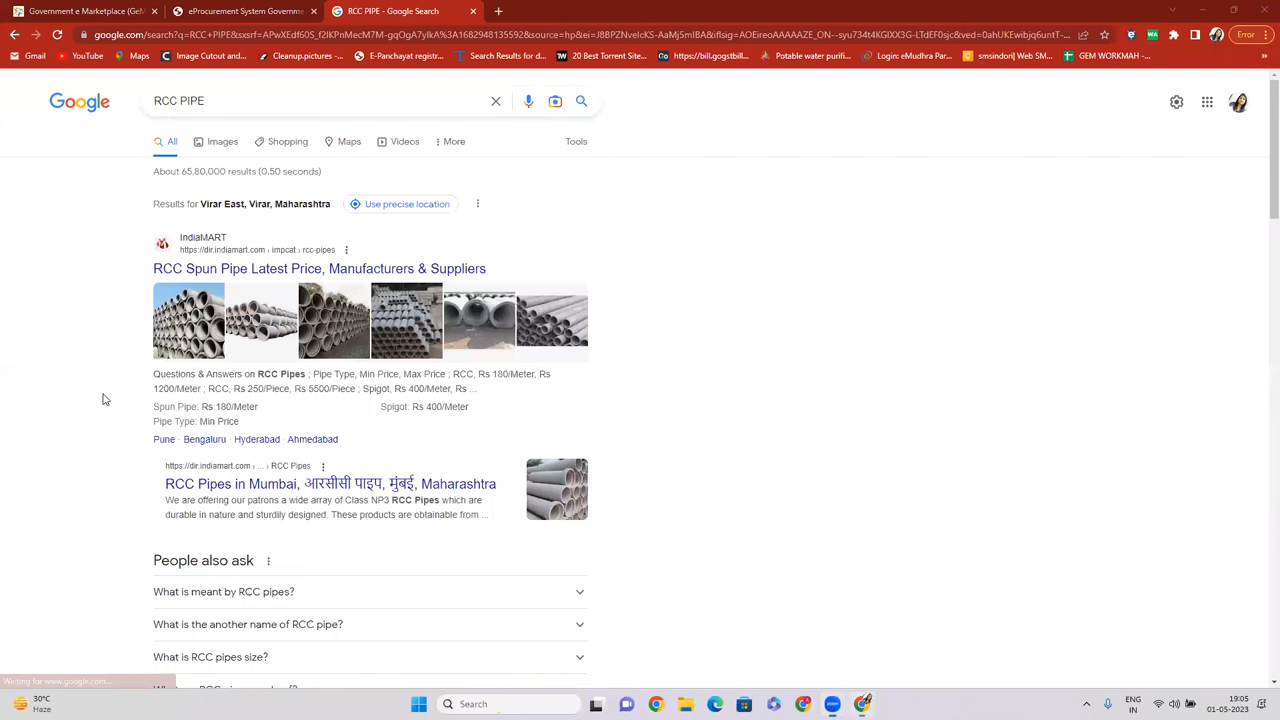 Government e Marketplace (GeM
eProcurement System Governme
RCC PIPE - Google Search
Error
Gmail
YouTube
Maps
Image Cutout and...
Cleanup.pictures -...
E-Panchayat registr...
Search Results for d...
20 Best Torrent Site...
https://bill.gogstbill...
Potable water purifi...
Login: eMudhra Par...
smsindori) Web SM...
GEM WORKMAH -...
Google
RCC PIPE
All
Images
Shopping
Maps
Videos
More
Tools
About 65,80,000 results (0.50 seconds)
Results for Virar East, Virar, Maharashtra
Use precise location
IndiaMART
https://dir.indiamart.com › impcat › rcc-pipes
RCC Spun Pipe Latest Price, Manufacturers & Suppliers
Questions & Answers on RCC Pipes ; Pipe Type, Min Price, Max Price ; RCC, Rs 180/Meter, Rs
1200/Meter ; RCC, Rs 250/Piece, Rs 5500/Piece ; Spigot, Rs 400/Meter, Rs ...
Spun Pipe: Rs 180/Meter
Spigot: Rs 400/Meter
Pipe Type: Min Price
Pune · Bengaluru · Hyderabad · Ahmedabad
https://dir.indiamart.com › ... › RCC Pipes
RCC Pipes in Mumbai, आरसीसी पाइप, मुंबई, Maharashtra
We are offering our patrons a wide array of Class NP3 RCC Pipes which are
durable in nature and sturdily designed. These products are obtainable from ...
People also ask
What is meant by RCC pipes?
What is the another name of RCC pipe?
What is RCC pipes size?
Waiting for www.google.com...
30°C
Haze
Search
ENG
IN
19:05
01-05-2023